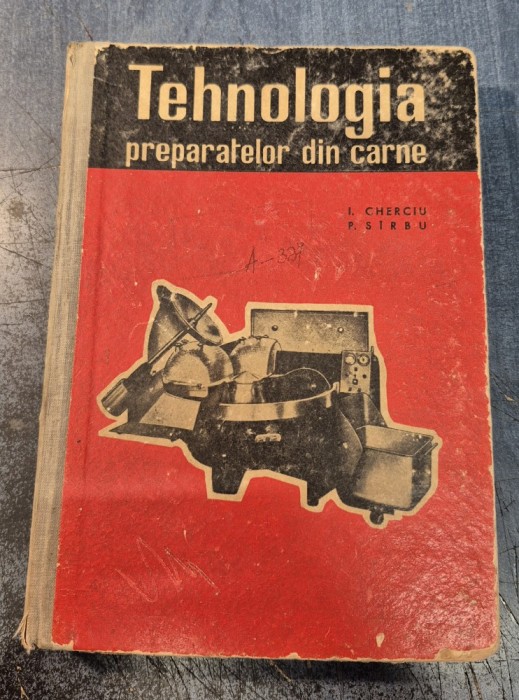 Tehnologia
preparatelor din carne
I. CHERCIU
P. SÎRBU